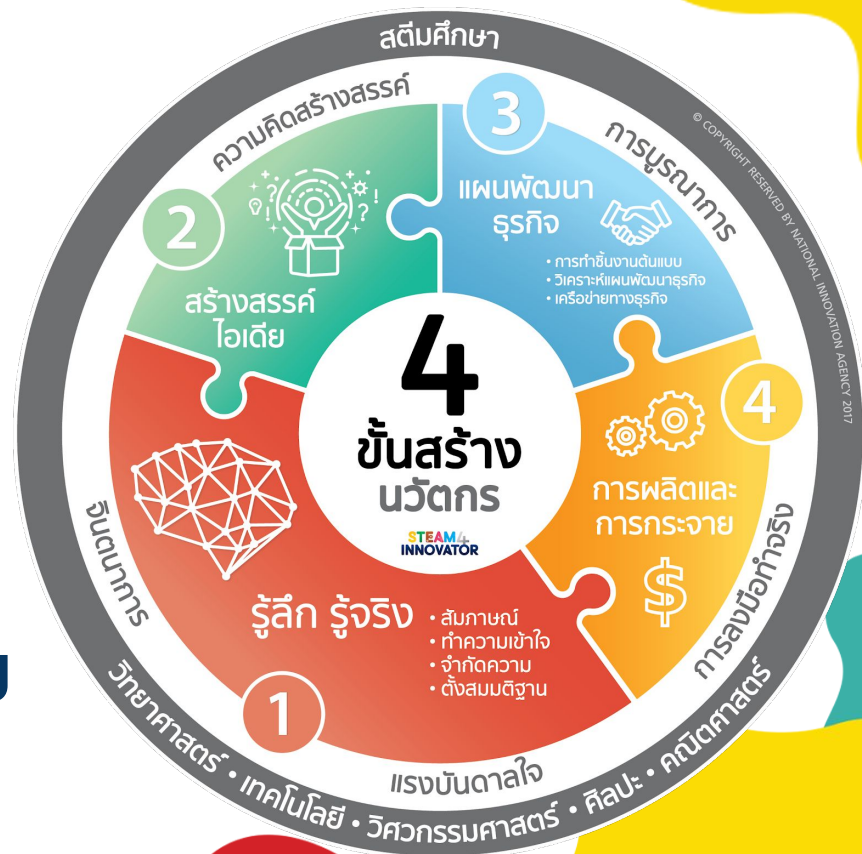 สตีมศึกษา
ความคิดสร้างสรรค์
การบูรณาการ
© COPYRIGHT RESERVED BY NATIONAL INNOVATION AGENCY 2017
3
แผนพัฒนา
ธุรกิจ
• การทำชิ้นงานต้นแบบ
• วิเคราะห์แผนพัฒนาธุรกิจ
• เครือข่ายทางธุรกิจ
2
สร้างสรรค์
ไอเดีย
4
ขั้นสร้าง
นวัตกร
STEAM4
INNOVATOR
4
การผลิตและ
การกระจาย
$
การลงมือทำจริง
จินตนาการ
รู้ลึก รู้จริง
• สัมภาษณ์
• ทำความเข้าใจ
• จำกัดความ
• ตั้งสมมติฐาน
1
แรงบันดาลใจ
วิทยาศาสตร์ • เทคโนโลยี • วิศวกรรมศาสตร์ • ศิลปะ • คณิตศาสตร์